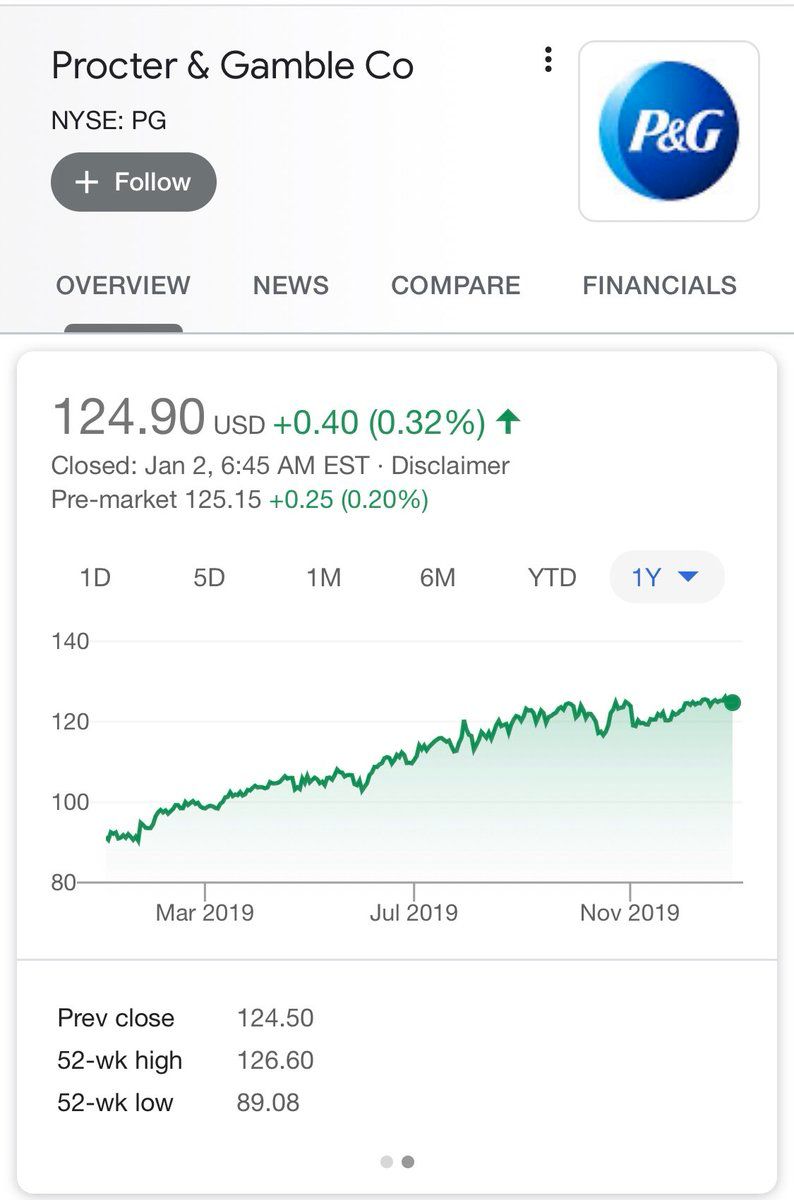 Procter & Gamble Co
NYSE: PG
P&G
+ Follow
OVERVIEW NEWS COMPARE FINANCIALS
124.90 USD +0.40 (0.32%) ↑
Closed: Jan 2, 6:45 AM EST · Disclaimer
Pre-market 125.15 +0.25 (0.20%)
1D 5D 1M 6M YTD 1Y
140
120
100
80
Mar 2019 Jul 2019 Nov 2019
Prev close 124.50
52-wk high 126.60
52-wk low 89.08